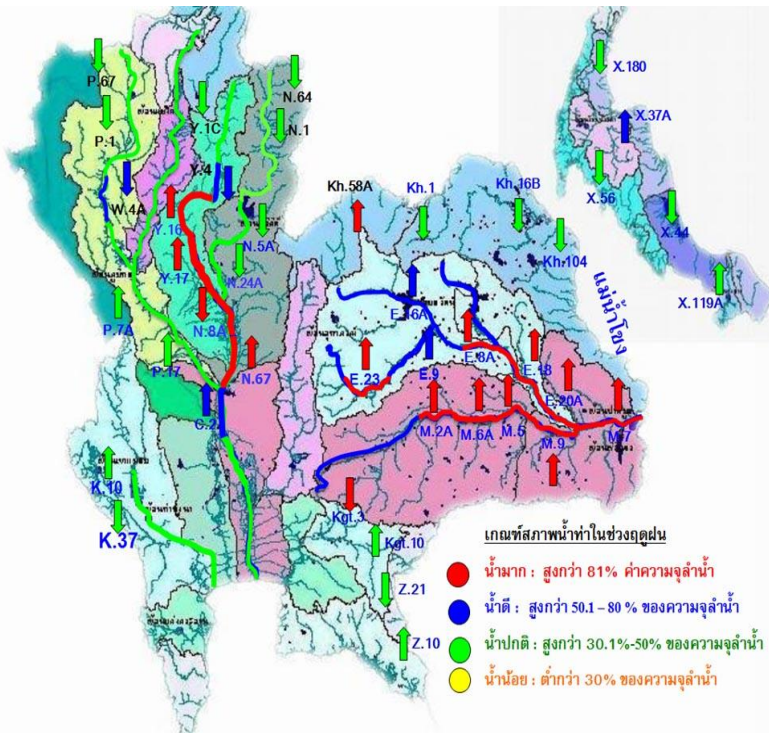 P.67
P.1
W.4A
Y.1C
Y.4
N.64
N.1
Y.16
Y.17
N.5A
N.24A
N.8A
P.7A
P.17
N.67
C.2
K.10
K.37
Kh.58A
Kh.1
Kh.16B
Kh.104
แม่น้ำโขง
E.16A
E.23
E.9
E.8A
E.18
E.20A
M.2A
M.6A
M.5
M.9
M.7
Kgt.3
Kgt.10
Z.21
Z.10
X.180
X.37A
X.56
X.44
X.119A
เกณฑ์สภาพน้ำท่าในช่วงฤดูฝน
น้ำมาก : สูงกว่า 81% ค่าความจุลำน้ำ
น้ำดี : สูงกว่า 50.1 – 80 % ของความจุลำน้ำ
น้ำปกติ : สูงกว่า 30.1%-50% ของความจุลำน้ำ
น้ำน้อย : ต่ำกว่า 30% ของความจุลำน้ำ